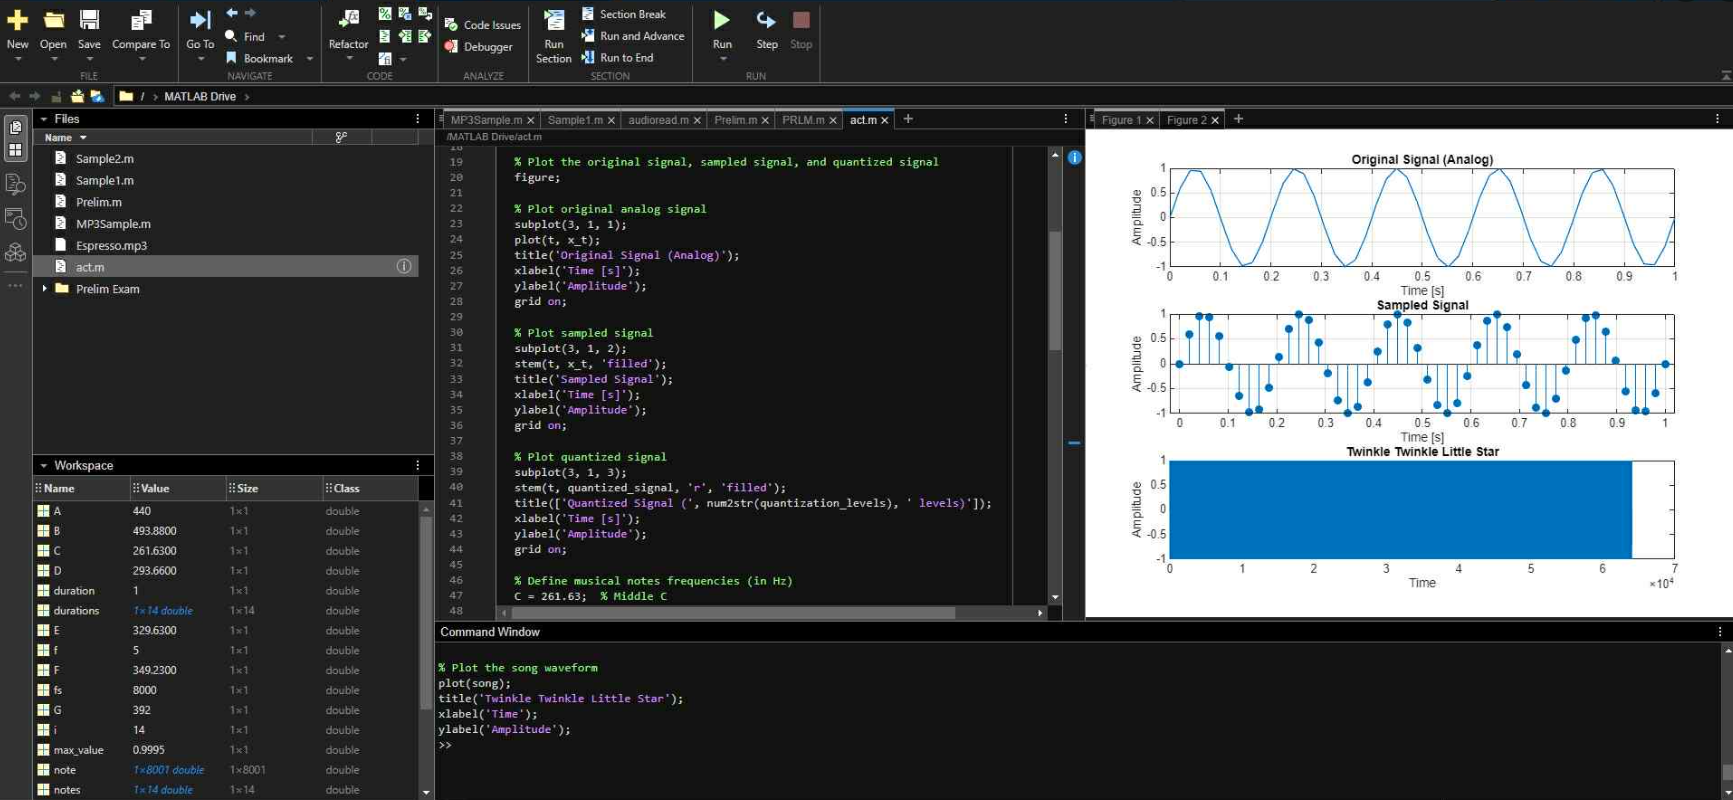 New
Open
Save
Compare To
FILE
Go To
Find
Bookmark
NAVIGATE
Refactor
CODE
Code Issues
Debugger
ANALYZE
Run
Section
Section Break
Run and Advance
Run to End
SECTION
Run
Step
Stop
RUN
/ > MATLAB Drive >
Files
Name
Sample2.m
Sample1.m
Prelim.m
MP3Sample.m
Espresso.mp3
act.m
Prelim Exam
Workspace
Name Value Size Class
A 440 1×1 double
B 493.8800 1×1 double
C 261.6300 1×1 double
D 293.6600 1×1 double
duration 1 1×1 double
durations 1×14 double 1×14 double
E 329.6300 1×1 double
f 5 1×1 double
F 349.2300 1×1 double
fs 8000 1×1 double
G 392 1×1 double
i 14 1×1 double
max_value 0.9995 1×1 double
note 1×8001 double 1×8001 double
notes 1×14 double 1×14 double
MP3Sample.m × Sample1.m × audioread.m × Prelim.m × PRLM.m × act.m × +
/MATLAB Drive/act.m
18
19 % Plot the original signal, sampled signal, and quantized signal
20 figure;
21
22 % Plot original analog signal
23 subplot(3, 1, 1);
24 plot(t, x_t);
25 title('Original Signal (Analog)');
26 xlabel('Time [s]');
27 ylabel('Amplitude');
28 grid on;
29
30 % Plot sampled signal
31 subplot(3, 1, 2);
32 stem(t, x_t, 'filled');
33 title('Sampled Signal');
34 xlabel('Time [s]');
35 ylabel('Amplitude');
36 grid on;
37
38 % Plot quantized signal
39 subplot(3, 1, 3);
40 stem(t, quantized_signal, 'r', 'filled');
41 title(['Quantized Signal (', num2str(quantization_levels), ' levels)']);
42 xlabel('Time [s]');
43 ylabel('Amplitude');
44 grid on;
45
46 % Define musical notes frequencies (in Hz)
47 C = 261.63; % Middle C
48
Figure 1 × Figure 2 × +
Original Signal (Analog)
Amplitude
1
0.5
0
-0.5
-1
0 0.1 0.2 0.3 0.4 0.5 0.6 0.7 0.8 0.9 1
Time [s]
Sampled Signal
Amplitude
1
0.5
0
-0.5
-1
0 0.1 0.2 0.3 0.4 0.5 0.6 0.7 0.8 0.9 1
Time [s]
Twinkle Twinkle Little Star
Amplitude
1
0.5
0
-0.5
-1
0 1 2 3 4 5 6 7
Time
×10⁴
Command Window
% Plot the song waveform
plot(song);
title('Twinkle Twinkle Little Star');
xlabel('Time');
ylabel('Amplitude');
>>